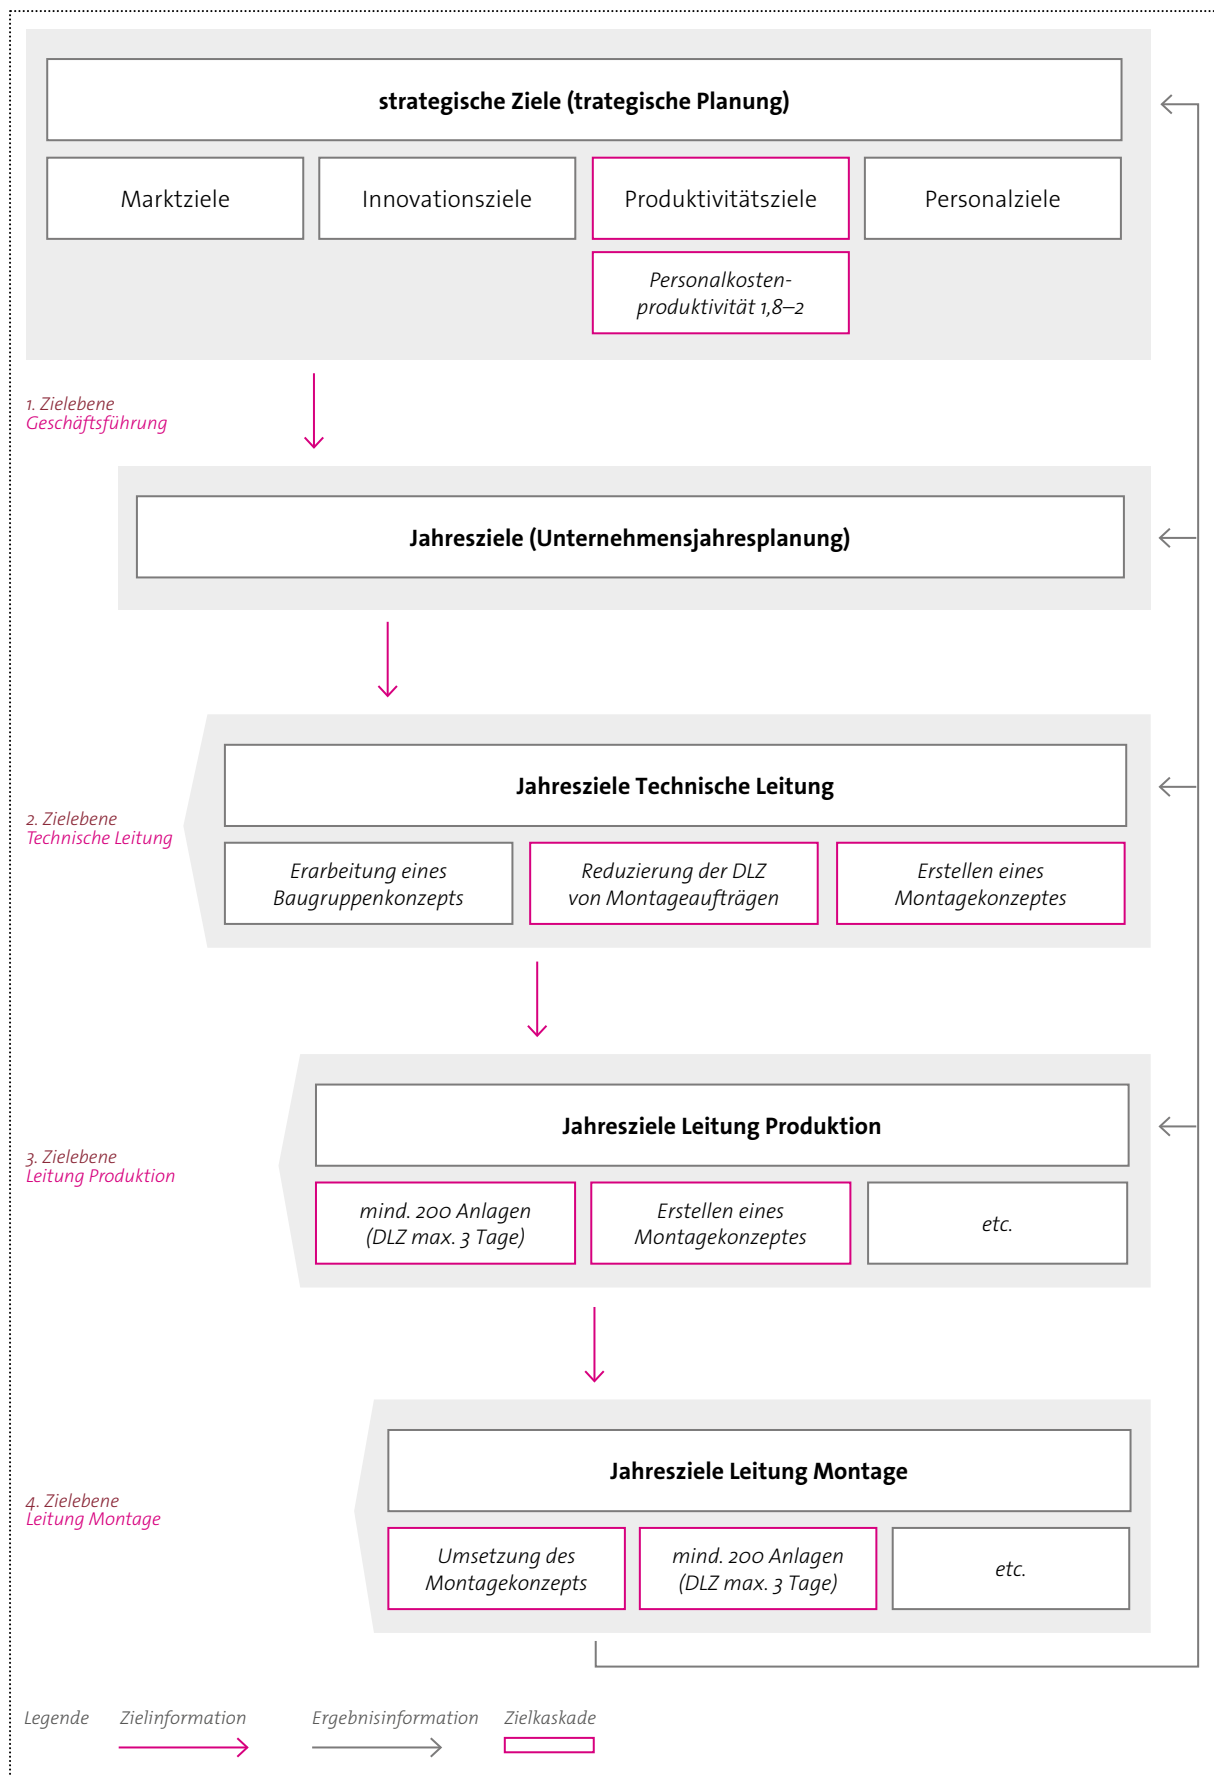 strategische Ziele (trategische Planung)
Marktziele
Innovationsziele
Produktivitätsziele
Personalziele
Personalkosten-
produktivität 1,8–2
1. Zielebene
Geschäftsführung
Jahresziele (Unternehmensjahresplanung)
Jahresziele Technische Leitung
2. Zielebene
Technische Leitung
Erarbeitung eines
Baugruppenkonzepts
Reduzierung der DLZ
von Montageaufträgen
Erstellen eines
Montagekonzeptes
Jahresziele Leitung Produktion
3. Zielebene
Leitung Produktion
mind. 200 Anlagen
(DLZ max. 3 Tage)
Erstellen eines
Montagekonzeptes
etc.
Jahresziele Leitung Montage
4. Zielebene
Leitung Montage
Umsetzung des
Montagekonzepts
mind. 200 Anlagen
(DLZ max. 3 Tage)
etc.
Legende
Zielinformation
Ergebnisinformation
Zielkaskade